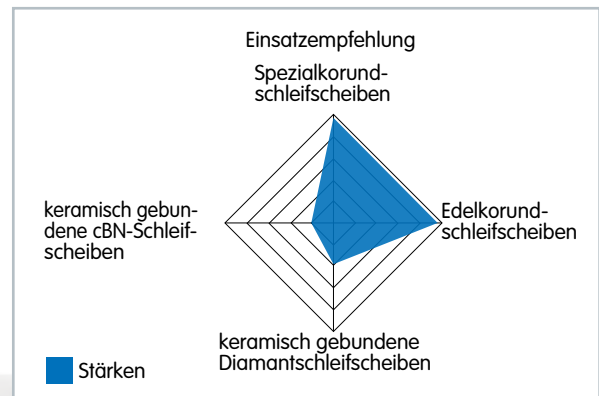 Einsatzempfehlung
Spezialkorund-
schleifscheiben
keramisch gebun-
dene cBN-Schleif-
scheiben
Edelkorund-
schleifscheiben
keramisch gebundene
Diamantschleifscheiben
Stärken